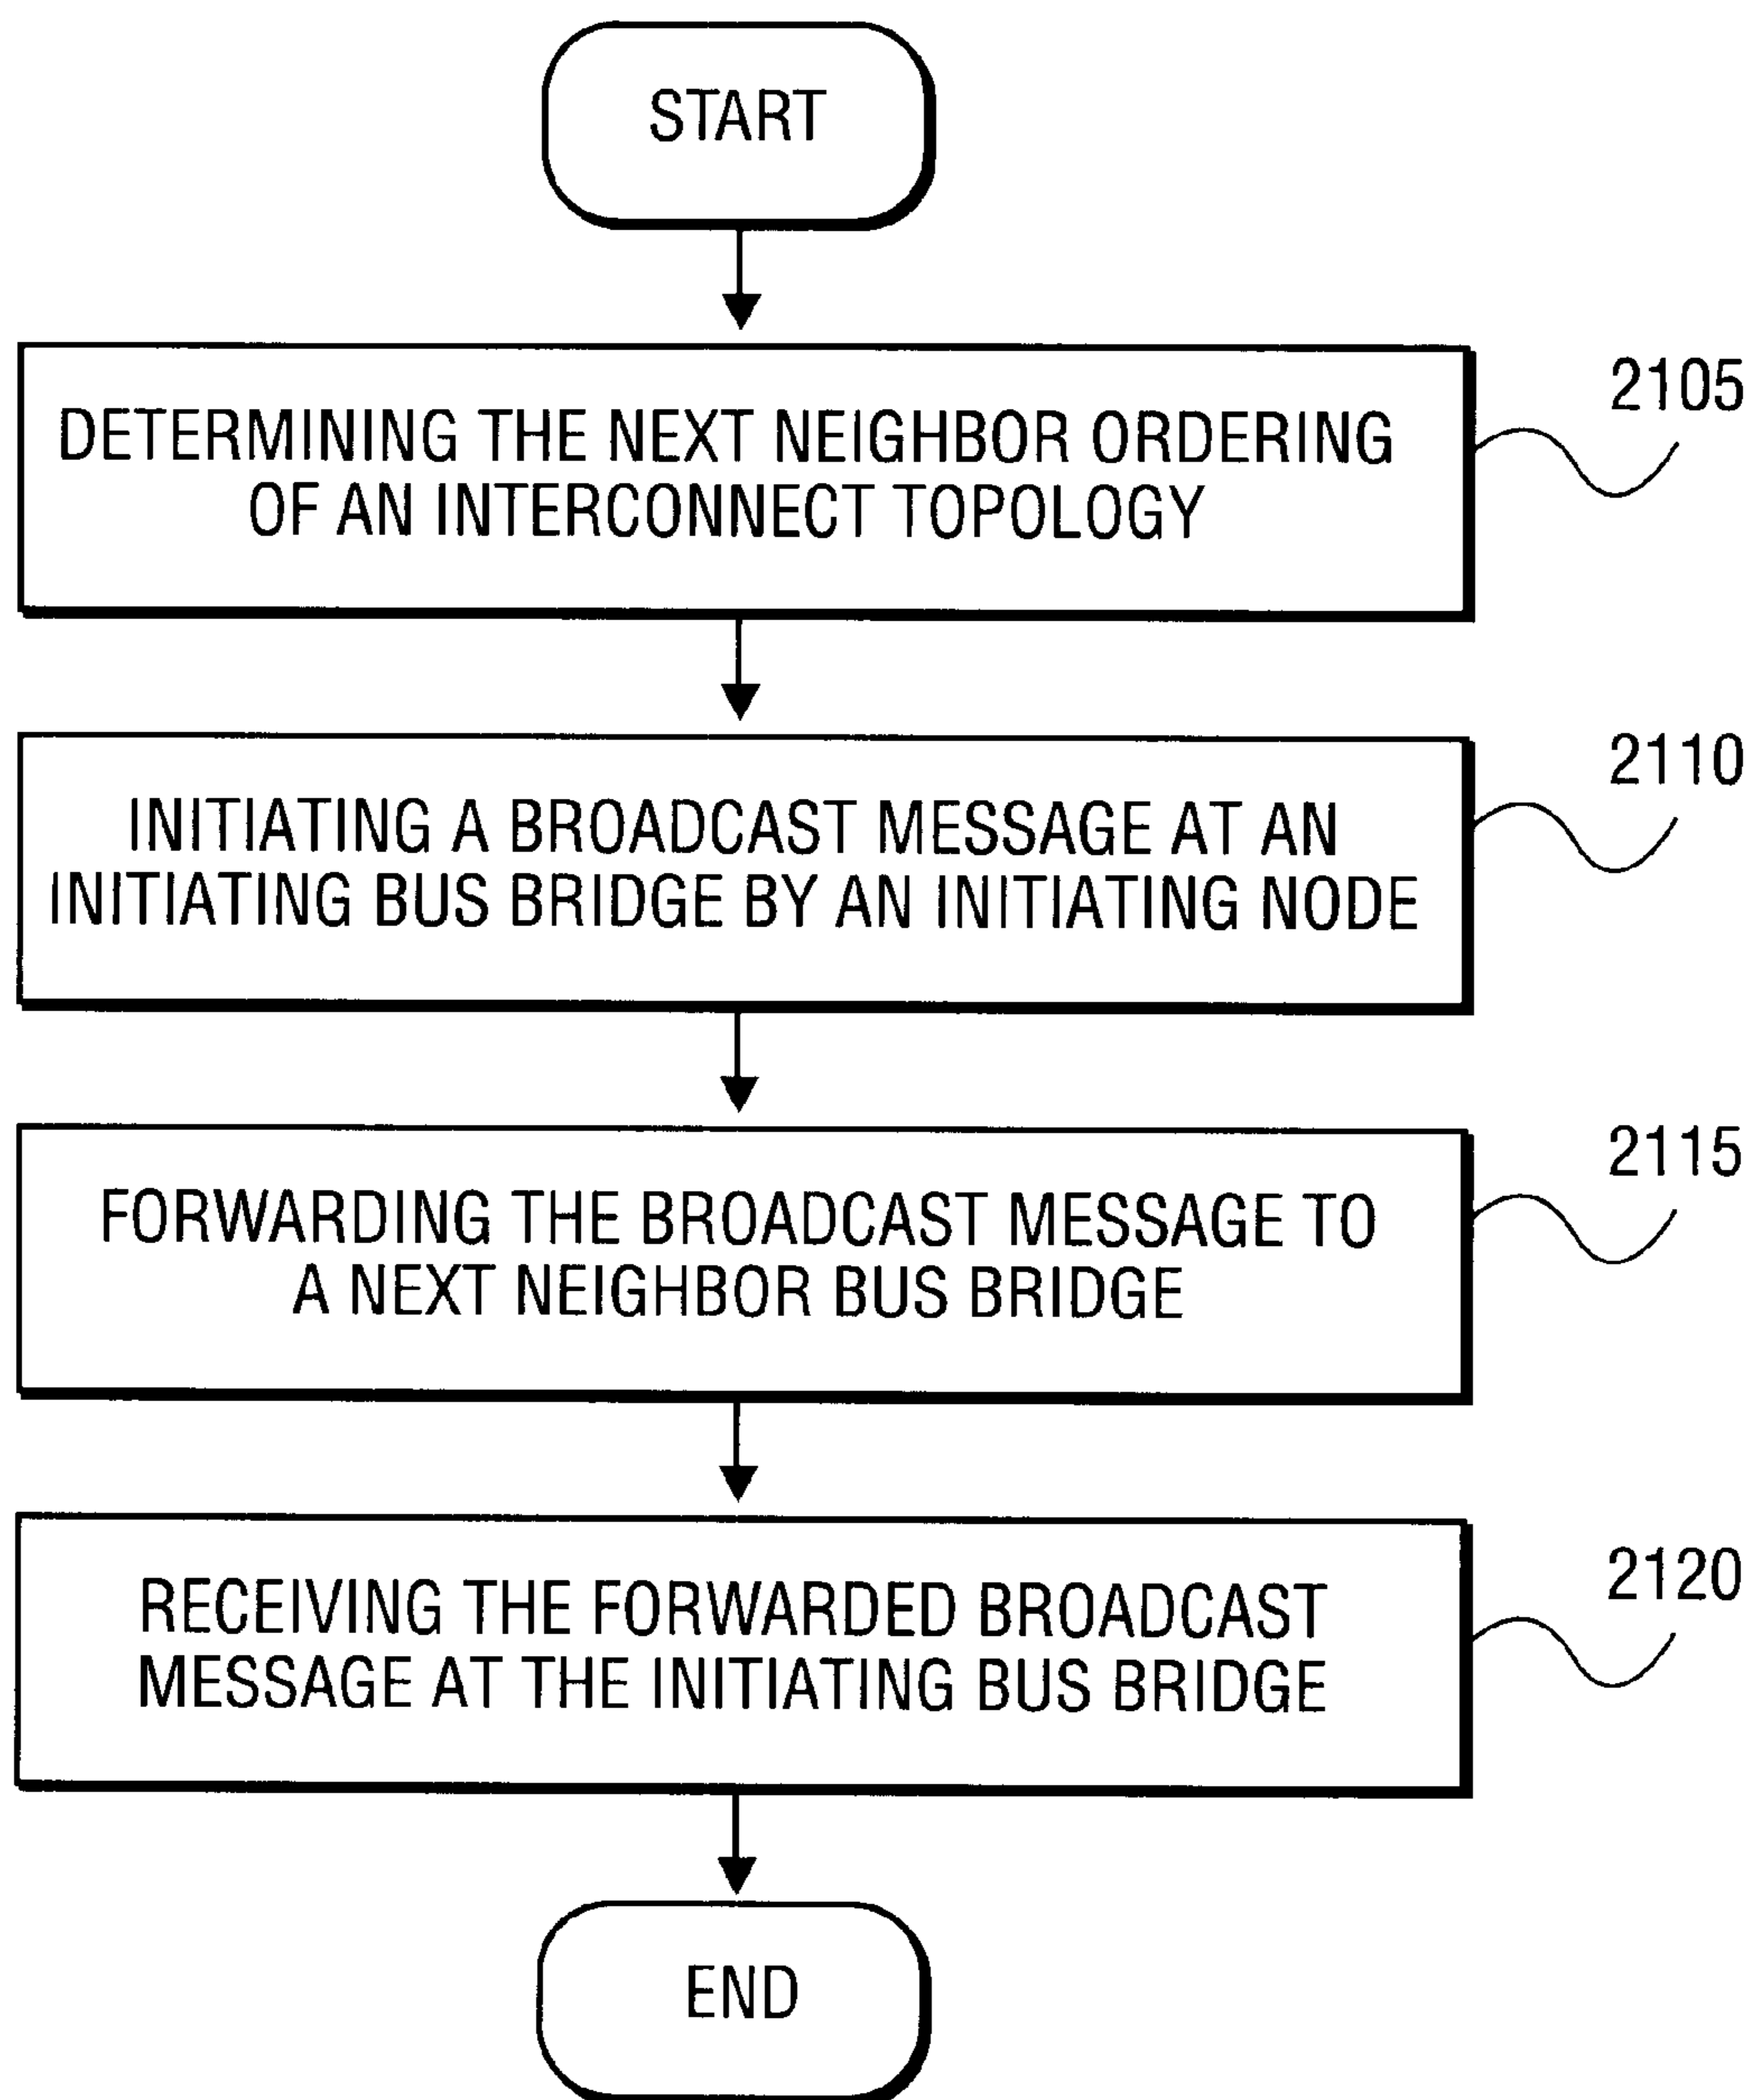 START
2105
DETERMINING THE NEXT NEIGHBOR ORDERING
OF AN INTERCONNECT TOPOLOGY
2110
INITIATING A BROADCAST MESSAGE AT AN
INITIATING BUS BRIDGE BY AN INITIATING NODE
2115
FORWARDING THE BROADCAST MESSAGE TO
A NEXT NEIGHBOR BUS BRIDGE
2120
RECEIVING THE FORWARDED BROADCAST
MESSAGE AT THE INITIATING BUS BRIDGE
END